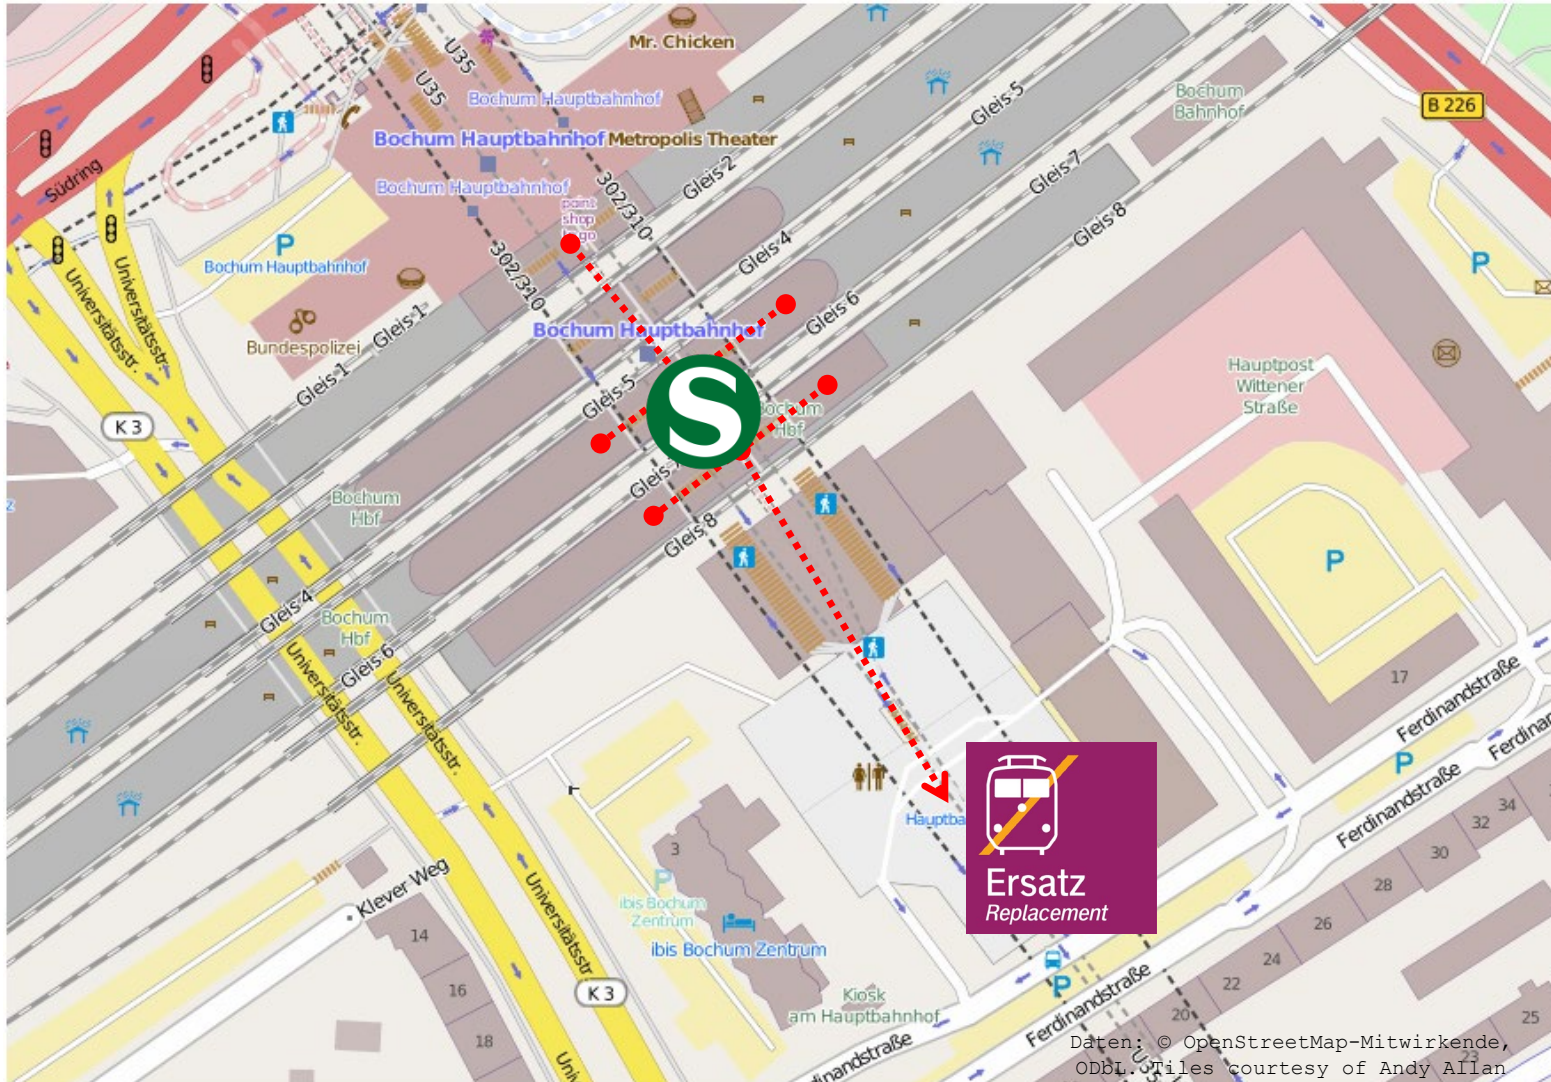 Mr. Chicken
U35
U35
Bochum Hauptbahnhof
Bochum Hauptbahnhof
Metropolis Theater
Bochum Hauptbahnhof
Gleis 5
Bochum
Bahnhof
B 226
Südring
Gleis 2
Gleis 7
302/310
302/310
Gleis 8
P
Bochum Hauptbahnhof
Gleis 4
Gleis 6
P
Universitätsstr.
Universitätsstr.
Bundespolizei
Gleis 1
Gleis 1
Bochum Hauptbahnhof
Gleis 5
S
Bochum
Hbf
Hauptpost
Wittener
Straße
K 3
Gleis 8
Bochum
Hbf
P
Gleis 4
Bochum
Hbf
Gleis 6
Universitätsstr.
Universitätsstr.
17
Ferdinandstraße
P
Ferdinandstraße
34
32
30
3
Ersatz
Replacement
P
ibis Bochum
Zentrum
ibis Bochum Zentrum
Klever Weg
14
16
18
Universitätsstr.
K 3
28
26
24
22
20
P
Ferdinandstraße
Kiosk
am Hauptbahnhof
25
23
U35
Daten: © OpenStreetMap-Mitwirkende,
ODbL. Tiles courtesy of Andy Allan